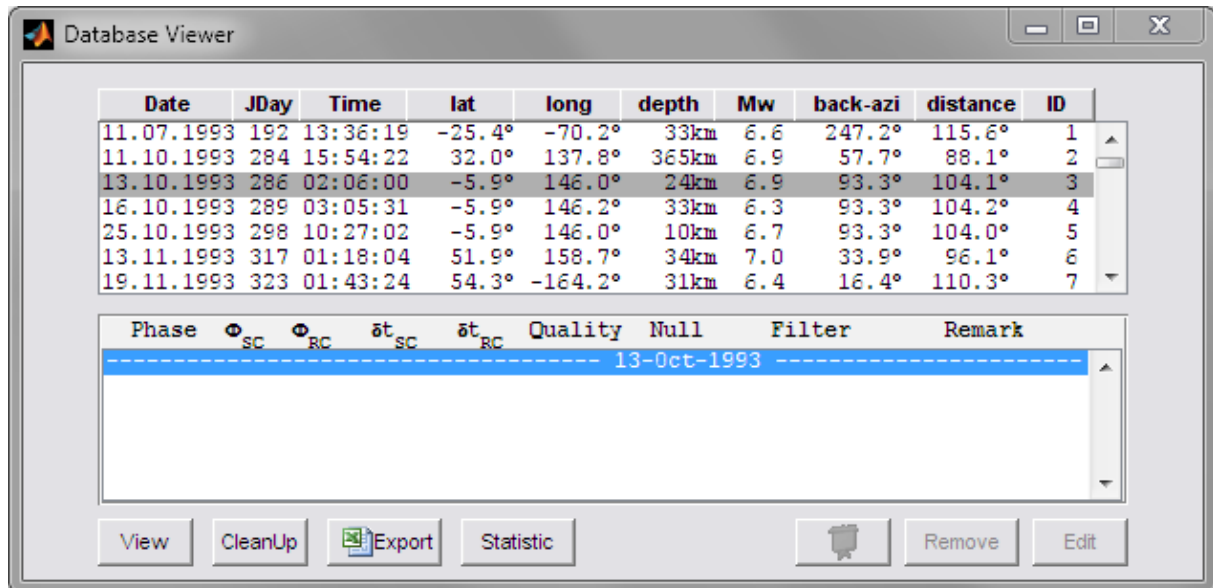 Database Viewer
Date JDay Time lat long depth Mw back-azi distance ID
11.07.1993 192 13:36:19 -25.4° -70.2° 33km 6.6 247.2° 115.6° 1
11.10.1993 284 15:54:22 32.0° 137.8° 365km 6.9 57.7° 88.1° 2
13.10.1993 286 02:06:00 -5.9° 146.0° 24km 6.9 93.3° 104.1° 3
16.10.1993 289 03:05:31 -5.9° 146.2° 33km 6.3 93.3° 104.2° 4
25.10.1993 298 10:27:02 -5.9° 146.0° 10km 6.7 93.3° 104.0° 5
13.11.1993 317 01:18:04 51.9° 158.7° 34km 7.0 33.9° 96.1° 6
19.11.1993 323 01:43:24 54.3° -164.2° 31km 6.4 16.4° 110.3° 7
Phase Φ_SC Φ_RC δt_SC δt_RC Quality Null Filter Remark
-------------------------------------- 13-Oct-1993 ------------------------
View CleanUp Export Statistic Remove Edit